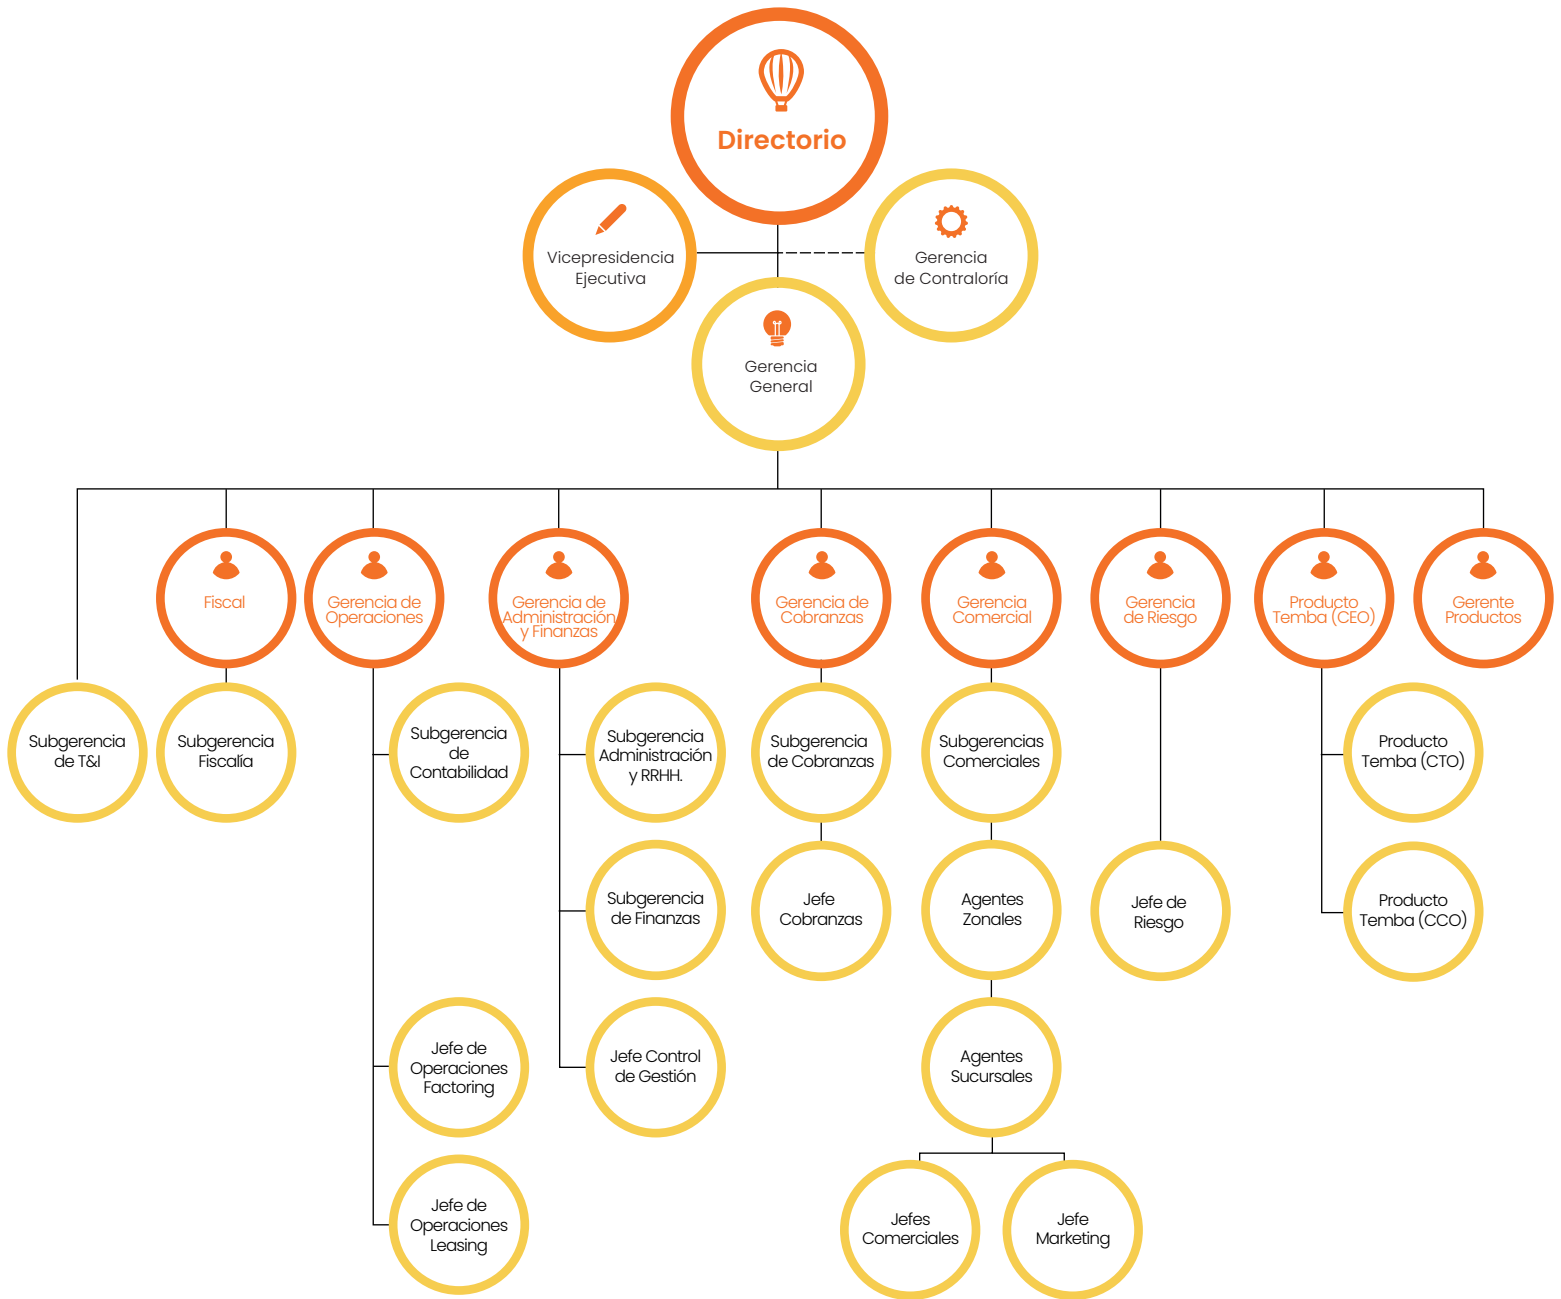 Directorio
Vicepresidencia
Ejecutiva
Gerencia
de Contraloría
Gerencia
General
Fiscal
Gerencia de
Operaciones
Gerencia de
Administración
y Finanzas
Gerencia de
Cobranzas
Gerencia
Comercial
Gerencia
de Riesgo
Producto
Temba (CEO)
Gerente
Productos
Subgerencia
de T&I
Subgerencia
Fiscalía
Subgerencia
de
Contabilidad
Subgerencia
Administración
y RRHH.
Subgerencia
de Cobranzas
Subgerencias
Comerciales
Producto
Temba (CTO)
Subgerencia
de Finanzas
Jefe
Cobranzas
Agentes
Zonales
Jefe de
Riesgo
Producto
Temba (CCO)
Jefe de
Operaciones
Factoring
Jefe Control
de Gestión
Agentes
Sucursales
Jefe de
Operaciones
Leasing
Jefes
Comerciales
Jefe
Marketing